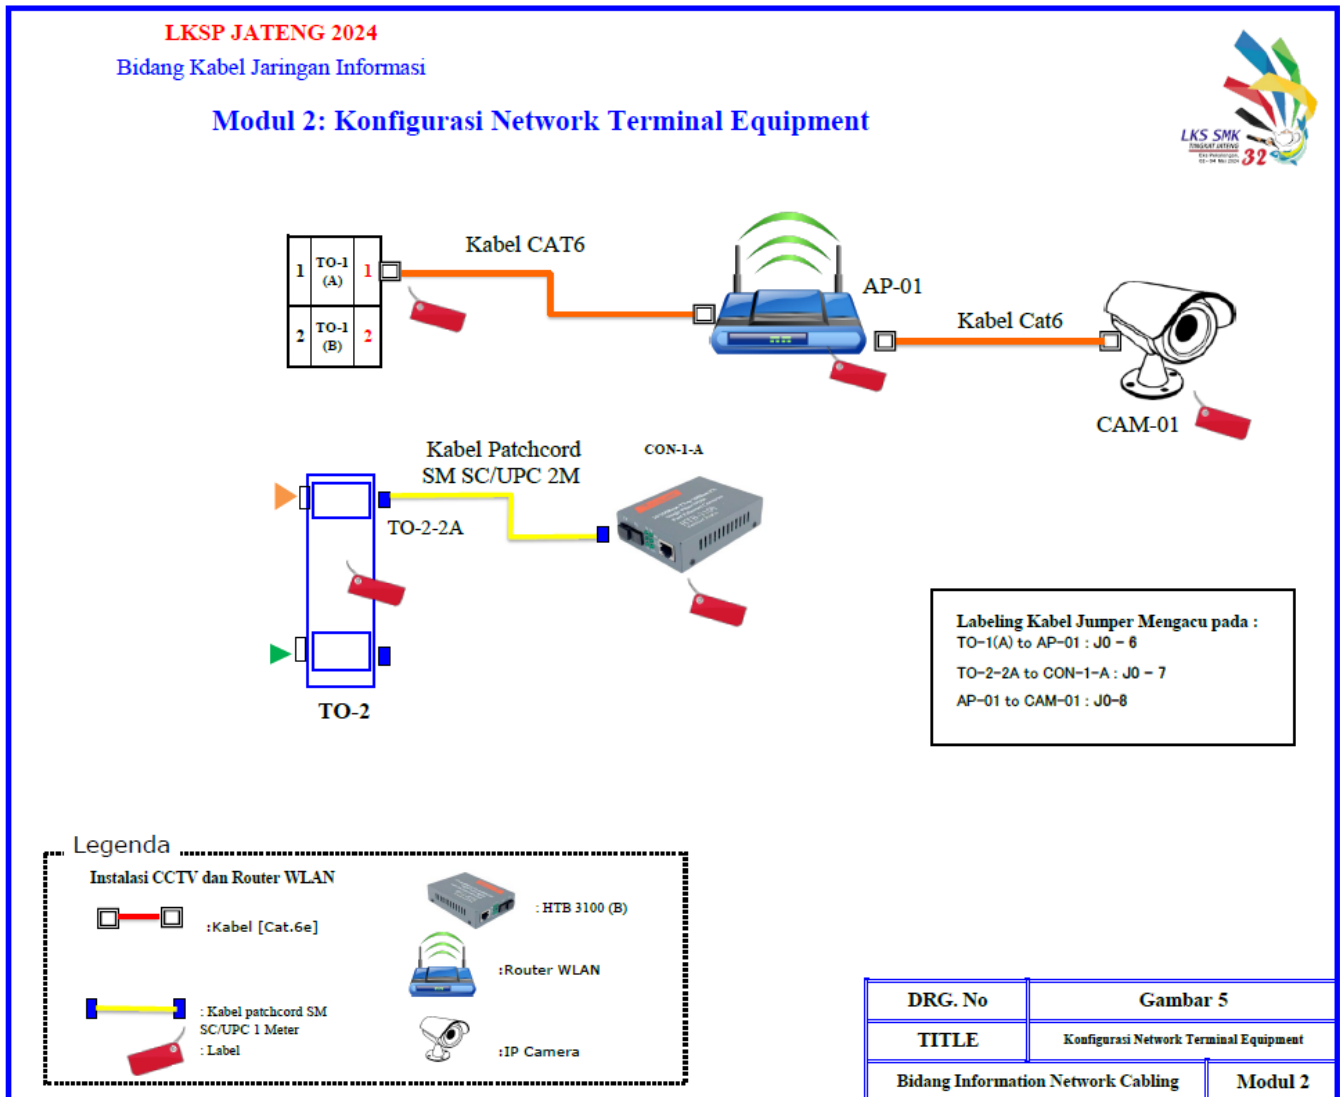 LKSP JATENG 2024
Bidang Kabel Jaringan Informasi
Modul 2: Konfigurasi Network Terminal Equipment
LKS SMK
TINGKAT JATENG
32
Kabel CAT6
1
TO-1
(A)
1
2
TO-1
(B)
2
AP-01
Kabel Cat6
CAM-01
Kabel Patchcord
SM SC/UPC 2M
CON-1-A
TO-2-2A
HTB-3100
TO-2
Labeling Kabel Jumper Mengacu pada :
TO-1(A) to AP-01 : J0 - 6
TO-2-2A to CON-1-A : J0 - 7
AP-01 to CAM-01 : J0-8
Legenda
Instalasi CCTV dan Router WLAN
:Kabel [Cat.6e]
: Kabel patchcord SM
SC/UPC 1 Meter
: Label
: HTB 3100 (B)
:Router WLAN
:IP Camera
DRG. No
Gambar 5
TITLE
Konfigurasi Network Terminal Equipment
Bidang Information Network Cabling
Modul 2